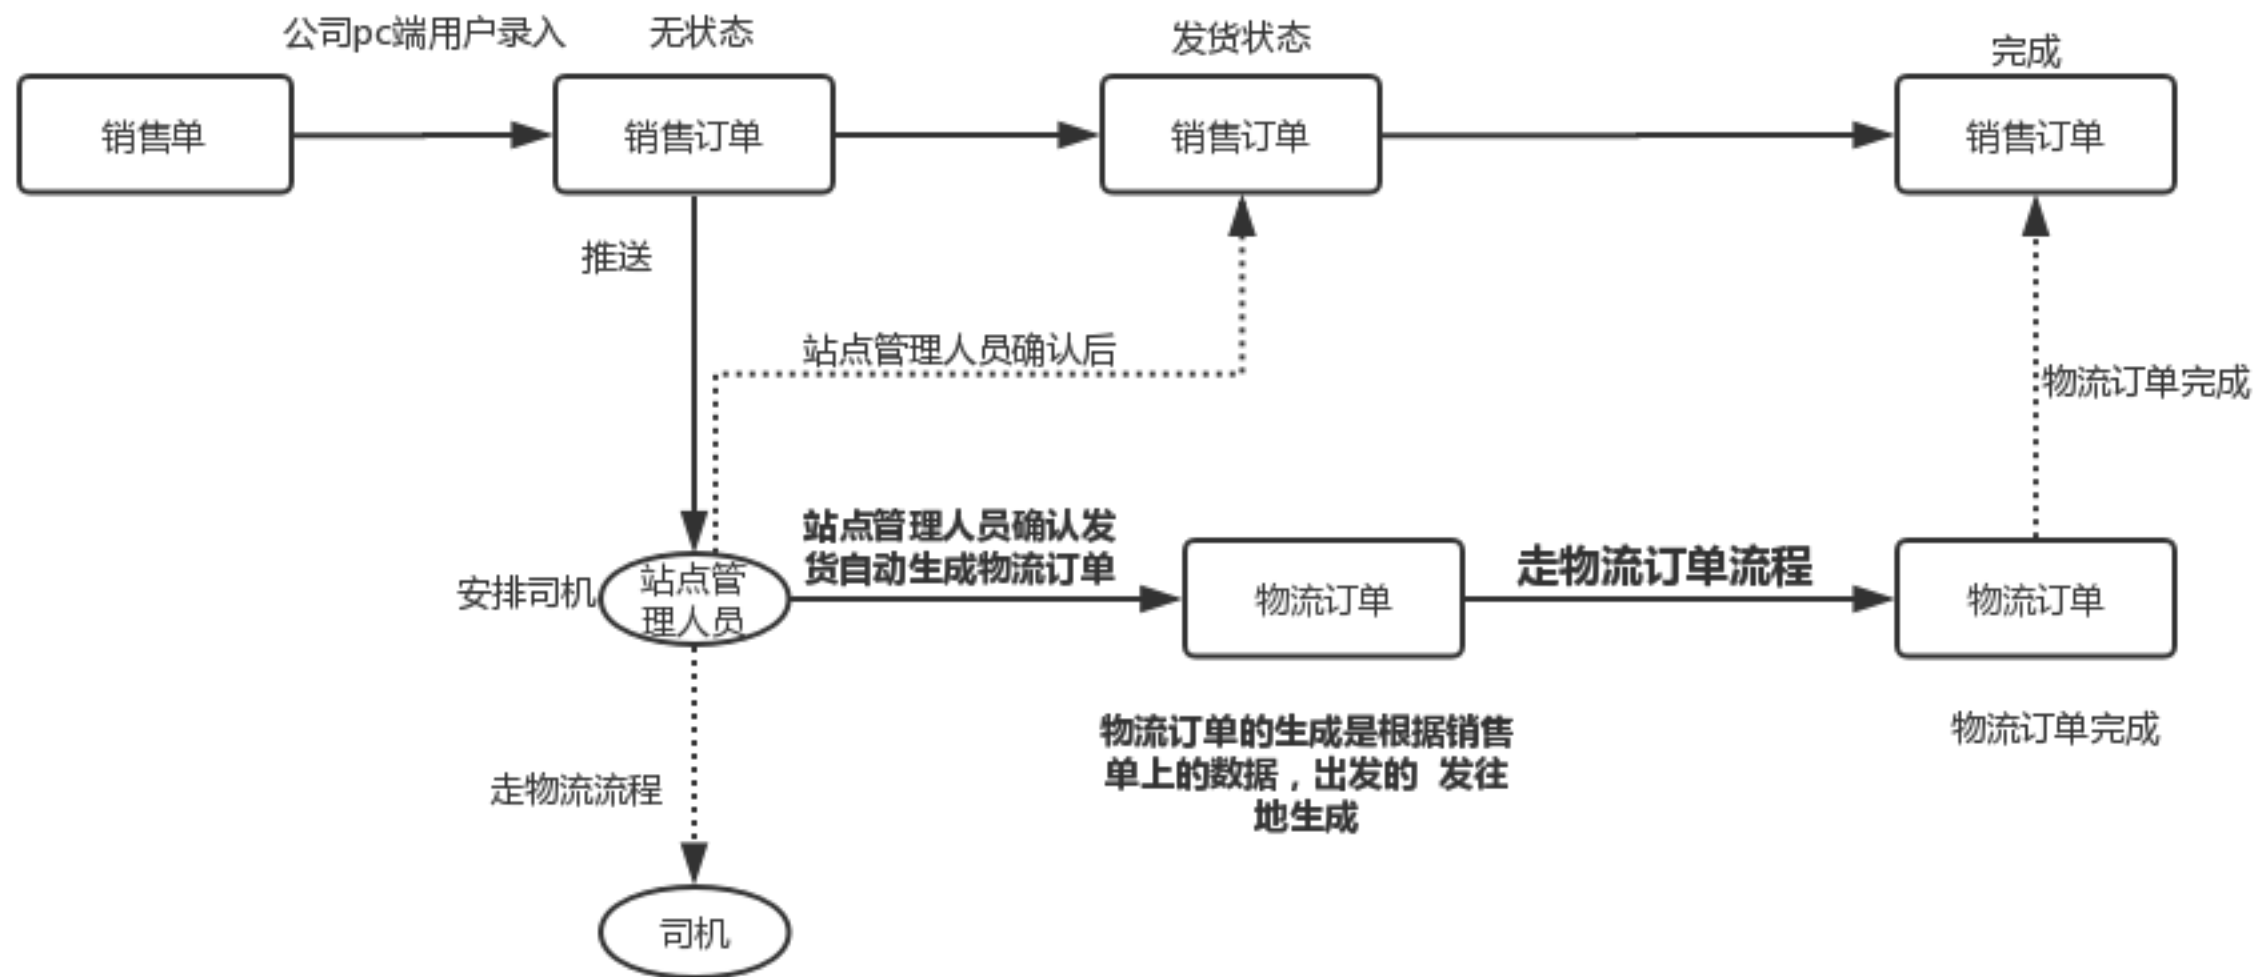 公司pc端用户录入
无状态
发货状态
完成
销售单
销售订单
销售订单
销售订单
推送
站点管理人员确认后
物流订单完成
站点管理人员确认发
货自动生成物流订单
走物流订单流程
安排司机
站点管
理人员
物流订单
物流订单
物流订单的生成是根据销售
单上的数据，出发的 发往
地生成
物流订单完成
走物流流程
司机